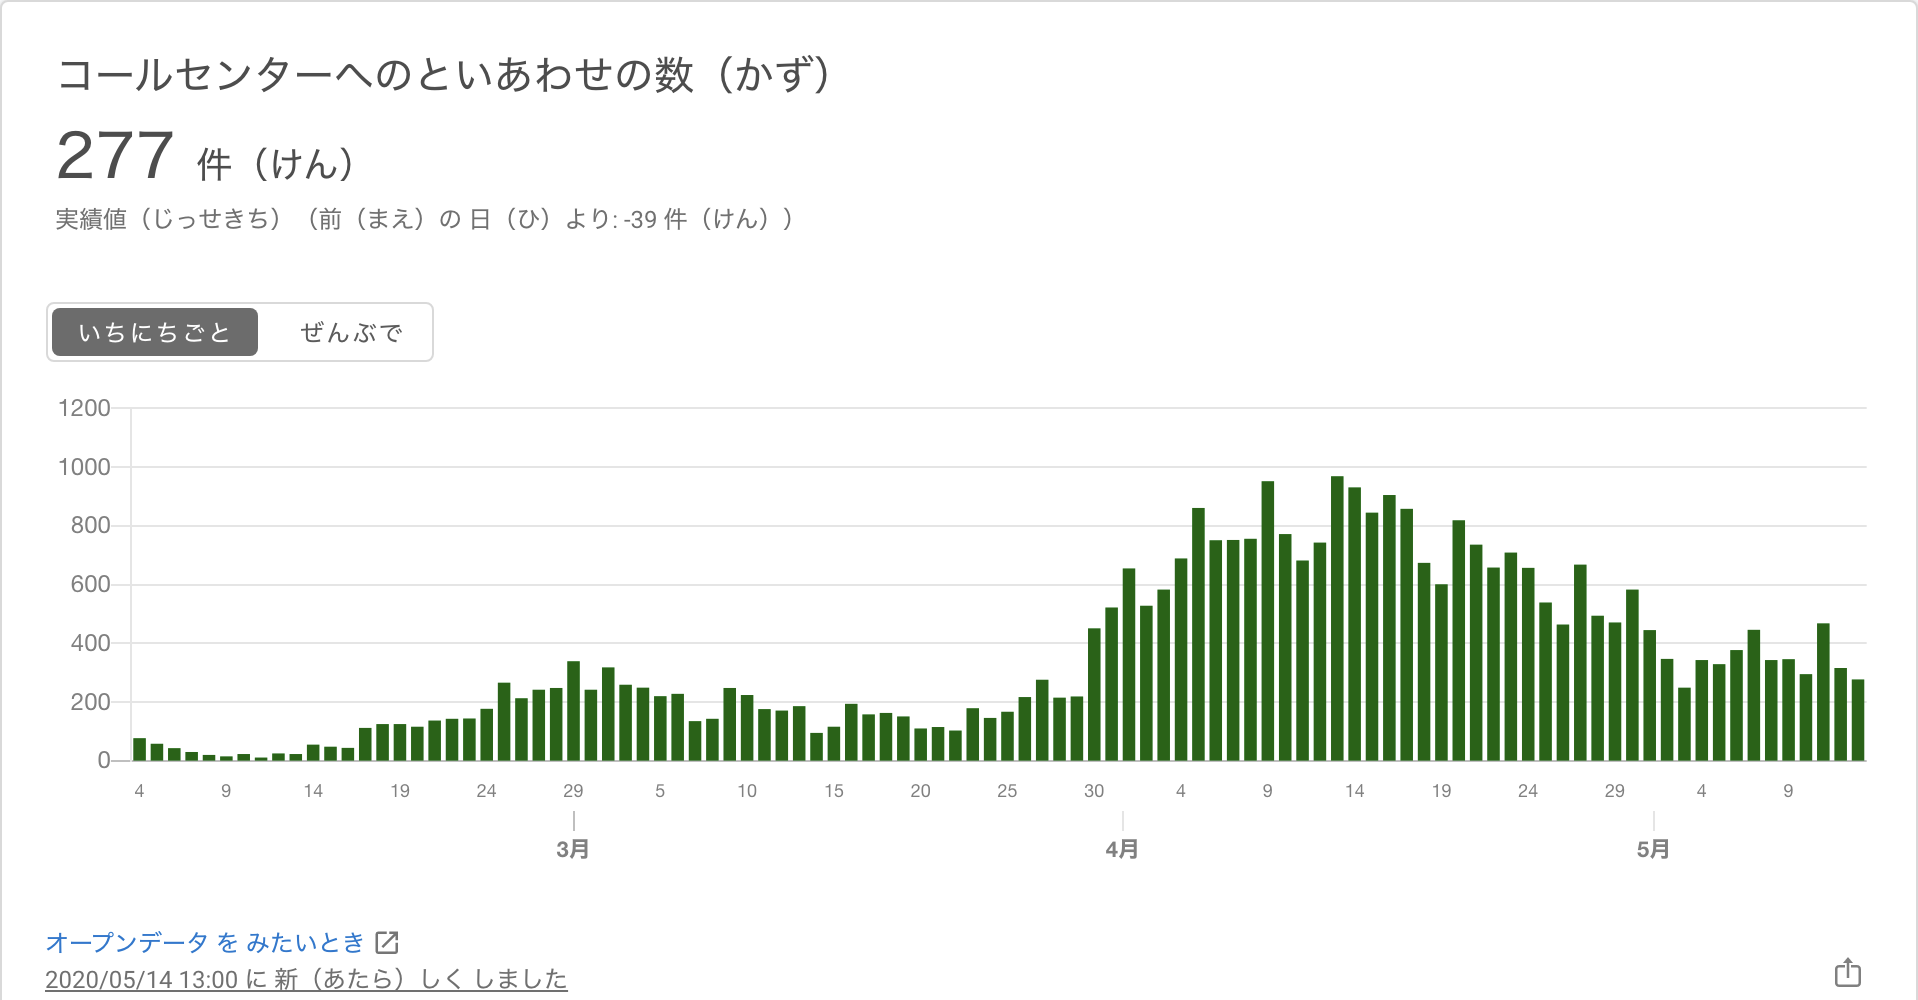 コールセンターへのといあわせの数（かず）
277 件（けん）
実績値（じっせきち）（前（まえ）の 日（ひ）より: -39 件（けん））
いちにちごと ぜんぶで
1200
1000
800
600
400
200
0
4 9 14 19 24 29 5 10 15 20 25 30 4 9 14 19 24 29 4 9
3月 4月 5月
オープンデータ を みたいとき
2020/05/14 13:00 に 新（あたら）しく しました